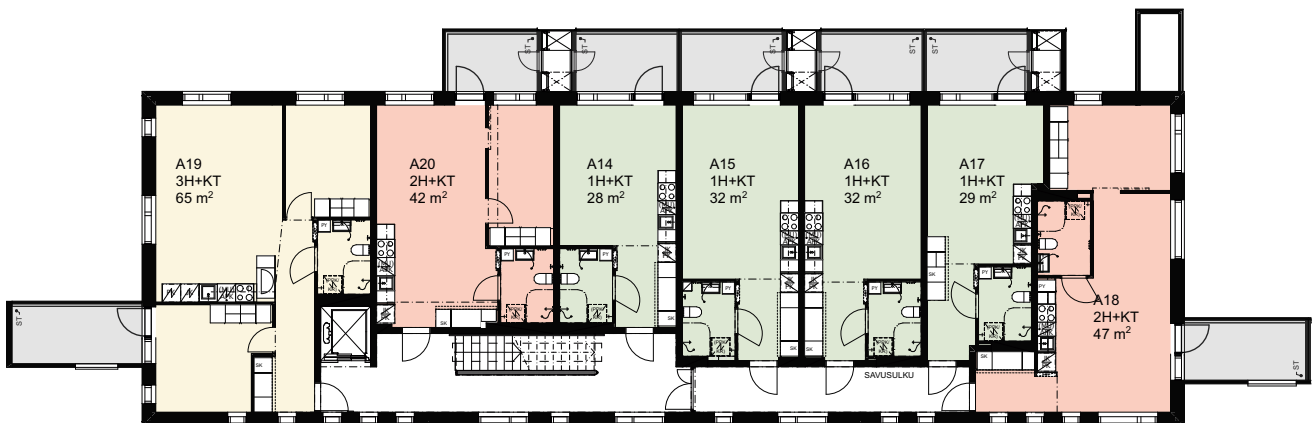 ST
ST
ST
ST
A19
3H+KT
65 m²
A20
2H+KT
42 m²
A14
1H+KT
28 m²
A15
1H+KT
32 m²
A16
1H+KT
32 m²
A17
1H+KT
29 m²
A18
2H+KT
47 m²
PY
PY
PY
PY
PY
PY
PY
SK
SK
SK
SK
SK
SK
SK
ST
ST
SAVUSULKU